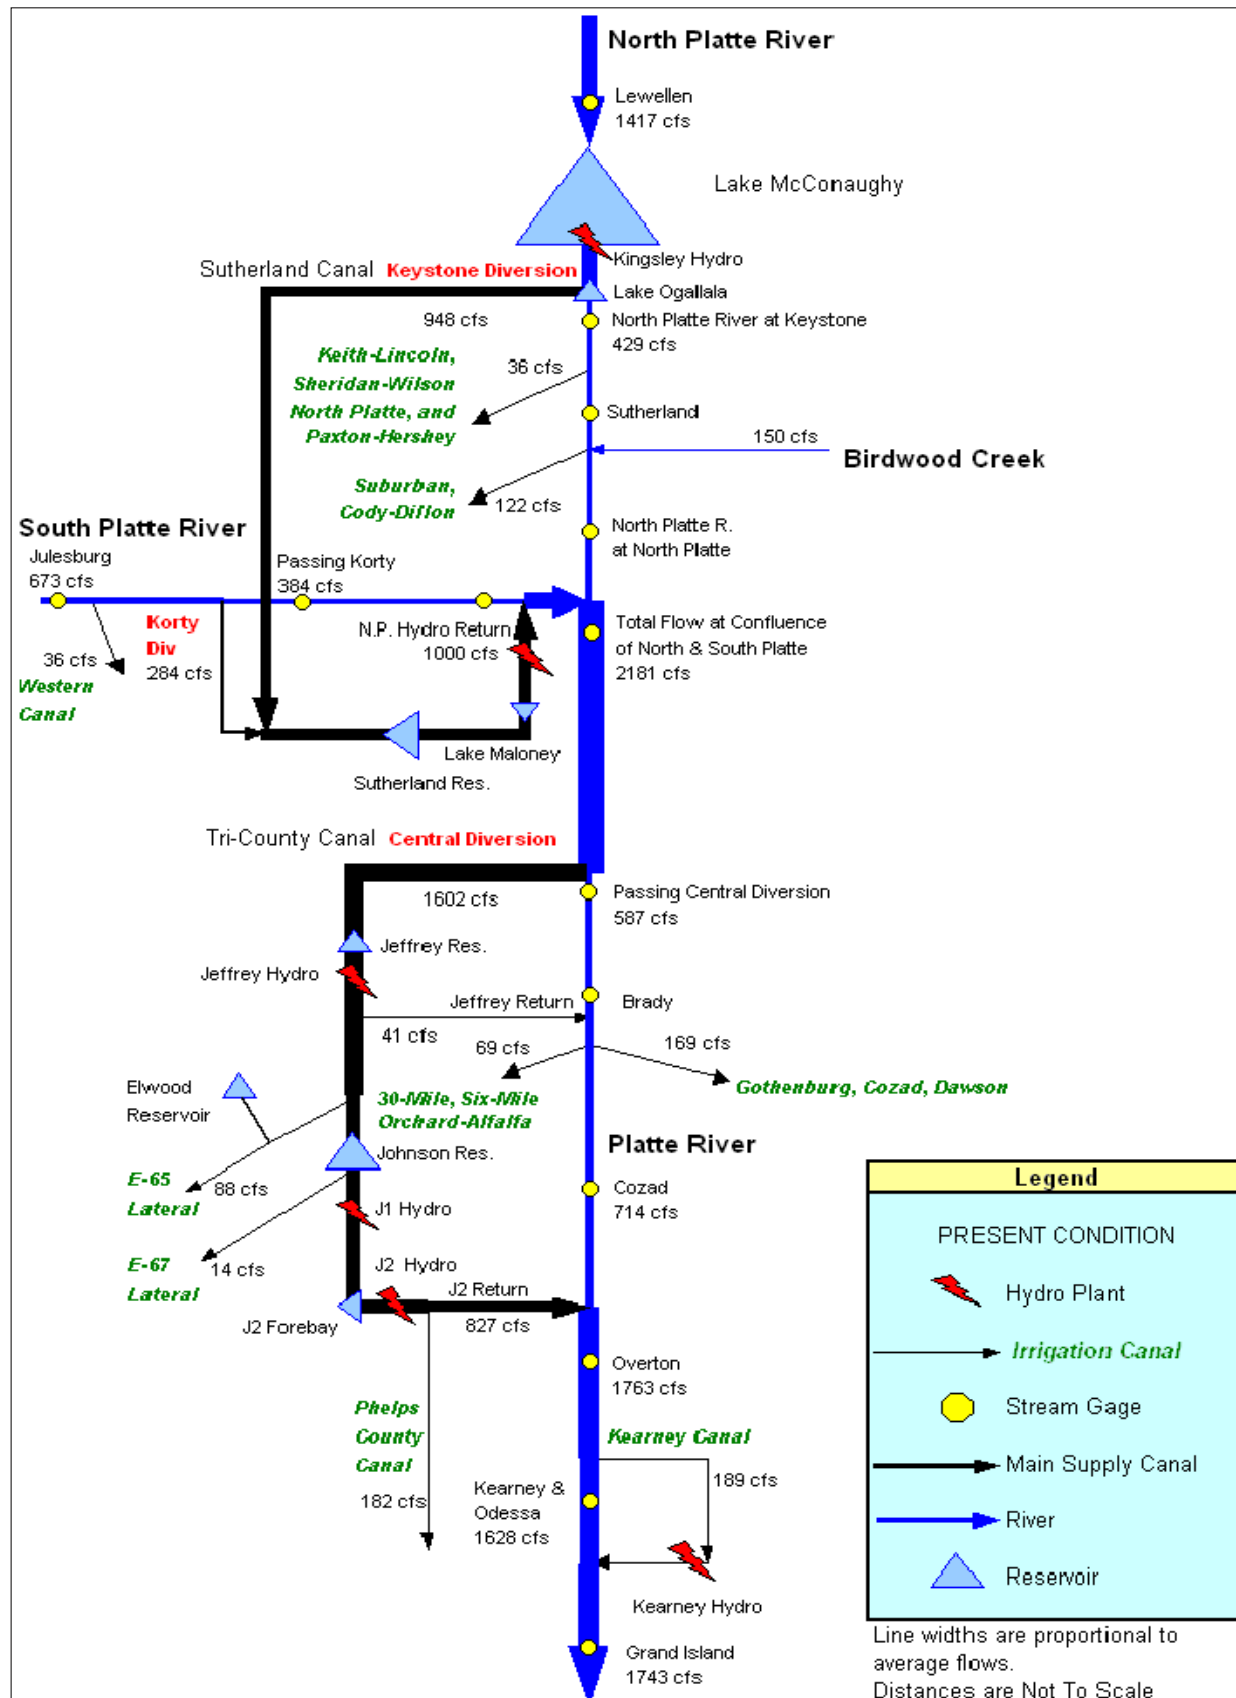 North Platte River
Lewellen
1417 cfs
Lake McConaughy
Kingsley Hydro
Sutherland Canal Keystone Diversion
Lake Ogallala
948 cfs
North Platte River at Keystone
429 cfs
Keith-Lincoln,
Sheridan-Wilson
North Platte, and
Paxton-Hershey
36 cfs
Sutherland
150 cfs
Birdwood Creek
Suburban,
Cody-Dillon
122 cfs
North Platte R.
at North Platte
South Platte River
Julesburg
673 cfs
Passing Korty
384 cfs
Korty
Div
284 cfs
36 cfs
Western
Canal
N.P. Hydro Return
1000 cfs
Total Flow at Confluence
of North & South Platte
2181 cfs
Lake Maloney
Sutherland Res.
Tri-County Canal Central Diversion
1602 cfs
Passing Central Diversion
587 cfs
Jeffrey Res.
Jeffrey Hydro
Jeffrey Return
Brady
41 cfs
69 cfs
169 cfs
Gothenburg, Cozad, Dawson
30-Mile, Six-Mile
Orchard-Alfalfa
Elwood
Reservoir
Platte River
Johnson Res.
E-65
Lateral
88 cfs
Cozad
714 cfs
J1 Hydro
E-67
Lateral
14 cfs
J2 Hydro
J2 Return
827 cfs
J2 Forebay
Overton
1763 cfs
Phelps
County
Canal
182 cfs
Kearney Canal
189 cfs
Kearney &
Odessa
1628 cfs
Kearney Hydro
Grand Island
1743 cfs
Legend
PRESENT CONDITION
Hydro Plant
Irrigation Canal
Stream Gage
Main Supply Canal
River
Reservoir
Line widths are proportional to
average flows.
Distances are Not To Scale